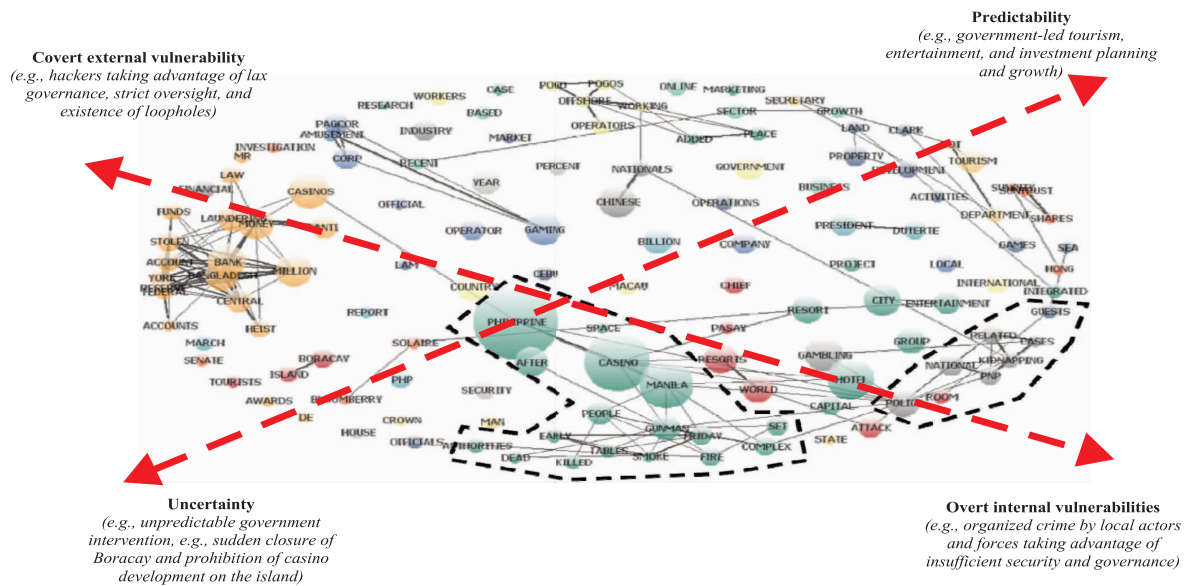 Predictability
(e.g., government-led tourism,
entertainment, and investment planning
and growth)
Covert external vulnerability
(e.g., hackers taking advantage of lax
governance, strict oversight, and
existence of loopholes)
POGO POGOS
CASE ONLINE MARKETING
WORKERS OFFSHORE WORKING SECRETARY
RESEARCH BASED SECTOR GROWTH
PAGCOR OPERATORS
AMUSEMENT INDUSTRY MARKET ADDED PLACE LAND CLARK
INVESTIGATION
MR CORP RECENT PERCENT NATIONALS GOVERNMENT PROPERTY TOURISM
LAW YEAR DEVELOPMENT
FINANCIAL CASINOS BUSINESS
CHINESE OPERATIONS ACTIVITIES SHARES
FUNDS OFFICIAL DEPARTMENT
LAUNDERING MONEY ANTI OPERATOR GAMING PRESIDENT DUTERTE
STOLEN BILLION COMPANY GAMES SEA
ACCOUNT BANK LAM PROJECT LOCAL HONG
YORK BANGLADESH MILLION CEBU
RESERVE COUNTRY MACAU CHIEF INTERNATIONAL INTEGRATED
FEDERAL CENTRAL CITY ENTERTAINMENT
REPORT RESORT GUESTS
ACCOUNTS HEIST PHILIPPINE SPACE PASAY
MARCH SOLAIRE RELATED CASES
SENATE BORACAY AFTER CASINO RESORTS GAMBLING GROUP KIDNAPPING
TOURISTS ISLAND PHP MANILA HOTEL NATIONAL PNP
SECURITY WORLD
AWARDS BLOOMBERRY POLICE ROOM
DE CROWN MAN PEOPLE CAPITAL
HOUSE GUNMAN SET ATTACK
OFFICIALS AUTHORITIES EARLY FRIDAY STATE
DEAD TABLES SMOKE FIRE COMPLEX
KILLED
Uncertainty
(e.g., unpredictable government
intervention, e.g., sudden closure of
Boracay and prohibition of casino
development on the island)
Overt internal vulnerabilities
(e.g., organized crime by local actors
and forces taking advantage of
insufficient security and governance)